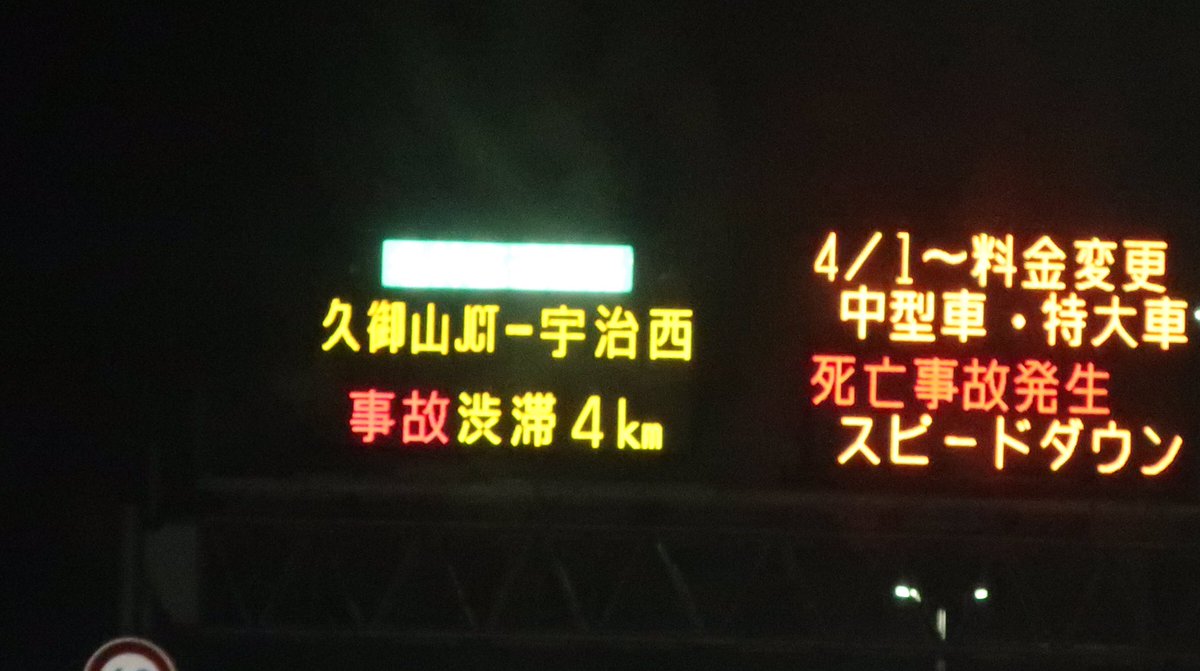 久御山JCT－宇治西
事故渋滞4km
4/1～料金変更
中型車・特大車
死亡事故発生
スピードダウン